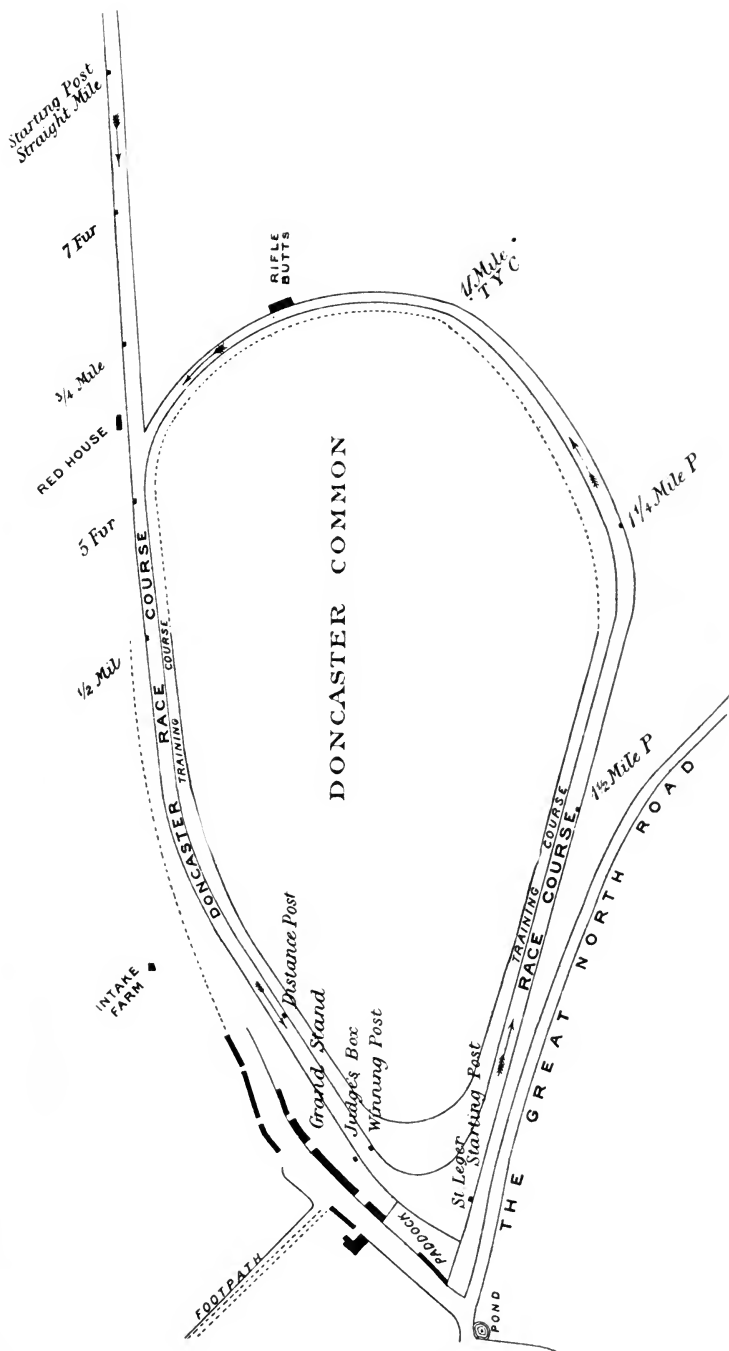 Starting Post
Straight Mile
7 Fur
RIFLE
BUTTS
1 Mile
T Y C
3/4 Mile
RED HOUSE
5 Fur
1 1/4 Mile P
DONCASTER COMMON
1/2 Mil
DONCASTER RACE COURSE
TRAINING COURSE
1 1/2 Mile P
TRAINING COURSE
RACE COURSE
THE GREAT NORTH ROAD
INTAKE
FARM
Distance Post
Grand Stand
Judge's Box
Winning Post
St Leger
Starting Post
PADDOCK
FOOTPATH
POND